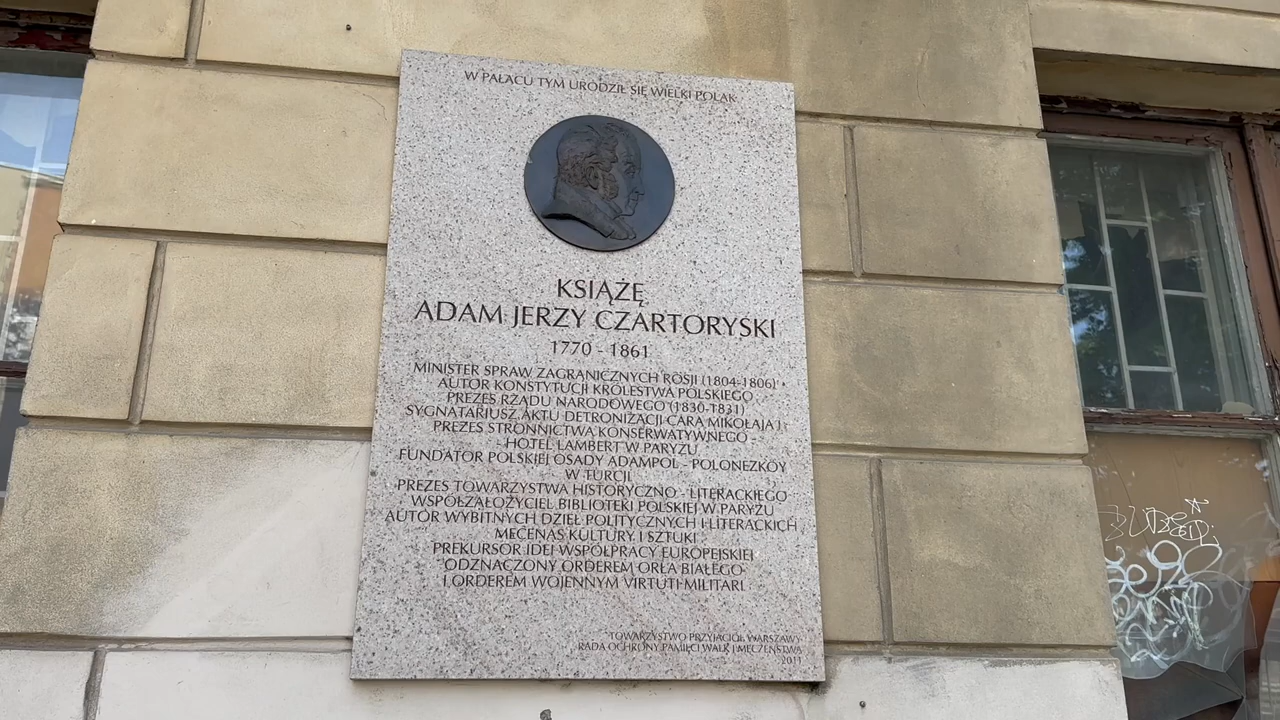 W PAŁACU TYM URODZIŁ SIĘ WIELKI POLAK
KSIĄŻĘ
ADAM JERZY CZARTORYSKI
1770 - 1861
MINISTER SPRAW ZAGRANICZNYCH ROSJI (1804-1806)
AUTOR KONSTYTUCJI KRÓLESTWA POLSKIEGO
PREZES RZĄDU NARODOWEGO (1830-1831)
SYGNATARIUSZ AKTU DETRONIZACJI CARA MIKOŁAJA I
PREZES STRONNICTWA KONSERWATYWNEGO -
- HOTEL LAMBERT W PARYŻU
FUNDATOR POLSKIEJ OSADY ADAMPOL - POLONEZKÖY
W TURCJI
PREZES TOWARZYSTWA HISTORYCZNO - LITERACKIEGO
WSPÓŁZAŁOŻYCIEL BIBLIOTEKI POLSKIEJ W PARYŻU
AUTOR WYBITNYCH DZIEŁ POLITYCZNYCH I LITERACKICH
MECENAS KULTURY I SZTUKI
PREKURSOR IDEI WSPÓŁPRACY EUROPEJSKIEJ
ODZNACZONY ORDEREM ORŁA BIAŁEGO
I ORDEREM WOJENNYM VIRTUTI MILITARI
TOWARZYSTWO PRZYJACIÓŁ WARSZAWY
RADA OCHRONY PAMIĘCI WALK I MĘCZEŃSTWA
2011